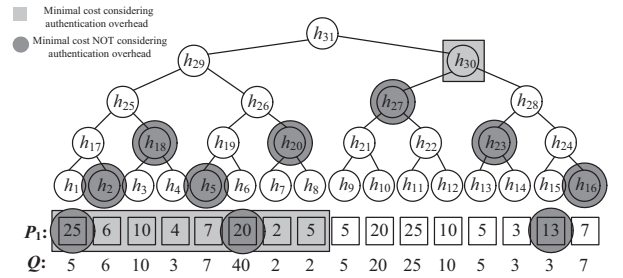 Minimal cost considering
authentication overhead
Minimal cost NOT considering
authentication overhead
h31
h29 h30
h25 h26 h27 h28
h17 h18 h19 h20 h21 h22 h23 h24
h1 h2 h3 h4 h5 h6 h7 h8 h9 h10 h11 h12 h13 h14 h15 h16
P1: 25 6 10 4 7 20 2 5 5 20 25 10 5 3 13 7
Q: 5 6 10 3 7 40 2 2 5 20 25 10 5 3 3 7